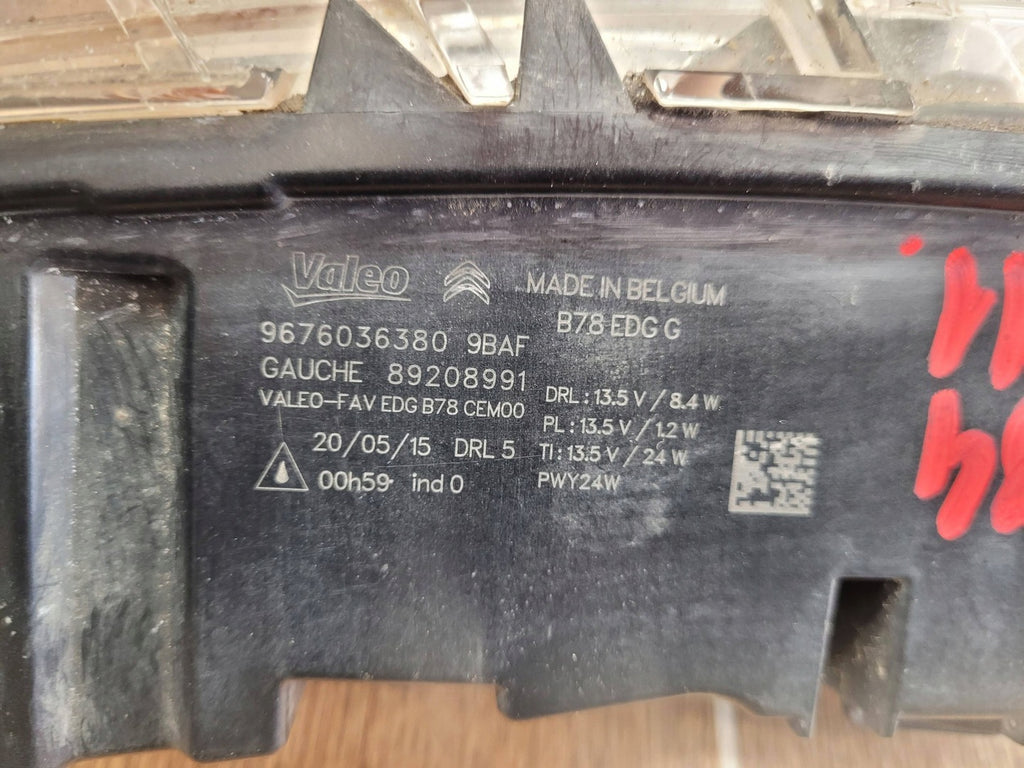 Valeo
MADE IN BELGIUM
B78 EDG G
9676036380 9BAF
GAUCHE 89208991
VALEO-FAV EDG B78 CEM00
20/05/15 DRL 5
00h59 ind 0
DRL : 13.5 V / 8.4 W
PL : 13.5 V / 1.2 W
TI : 13.5 V / 24 W
PWY24W